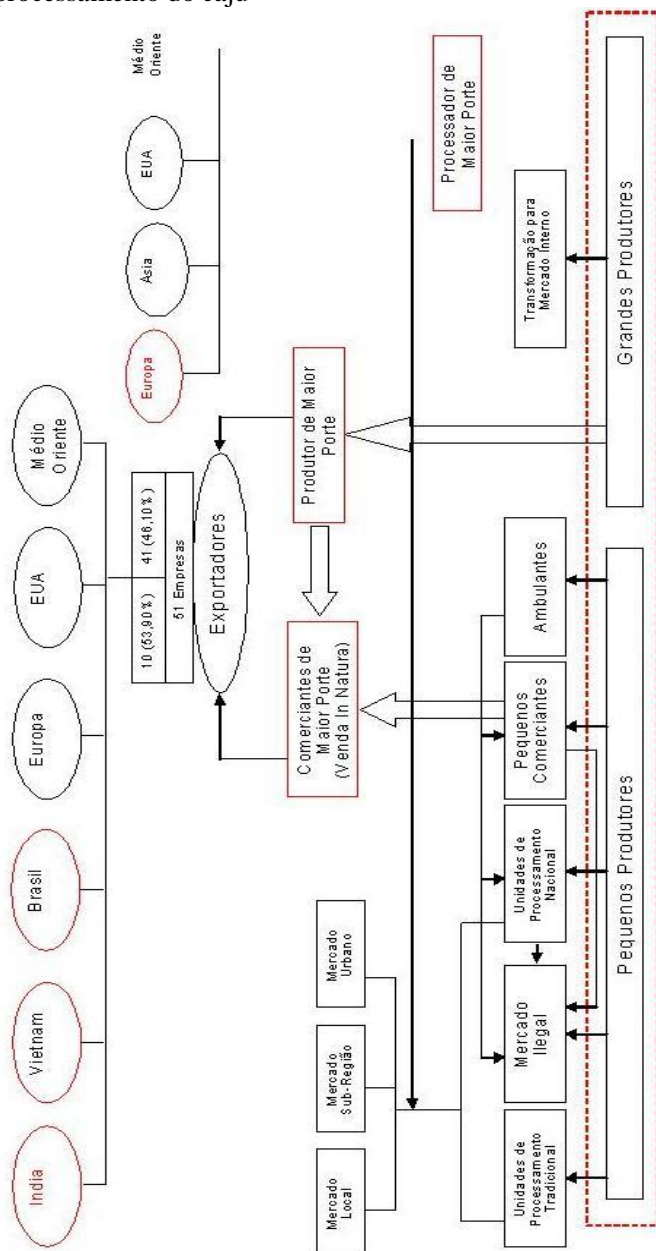 processamento do caju
India
Vietnam
Brasil
Europa
EUA
Médio
Oriente
10 (53,90%)
41 (46,10%)
51 Empresas
Exportadores
Europa
Ásia
EUA
Médio
Oriente
Comerciantes de
Maior Porte
(Venda In Natura)
Produtor de Maior
Porte
Processador de
Maior Porte
Mercado
Local
Mercado
Sub-Região
Mercado
Urbano
Unidades de
Processamento
Tradicional
Mercado
Ilegal
Unidades de
Processamento
Nacional
Pequenos
Comerciantes
Ambulantes
Transformação para
Mercado Interno
Pequenos Produtores
Grandes Produtores